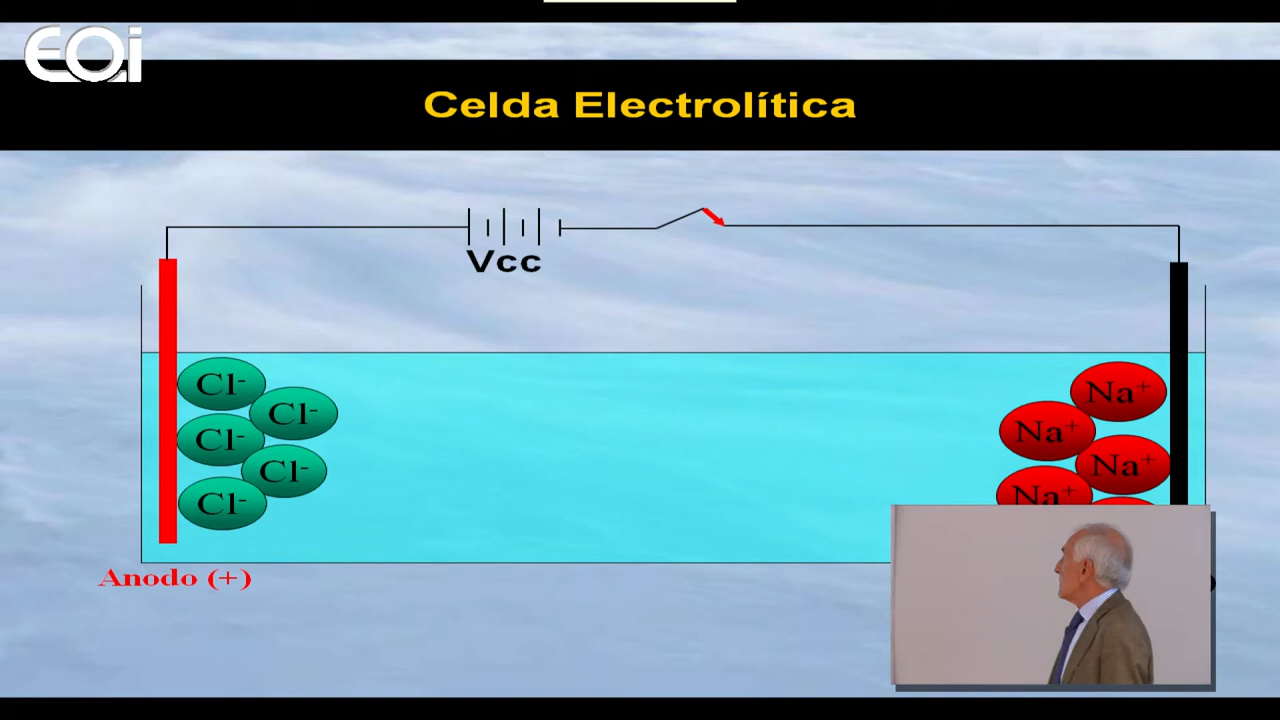 EOi
Celda Electrolítica
Vcc
Cl-
Cl-
Cl-
Cl-
Cl-
Na+
Na+
Na+
Na+
Anodo (+)